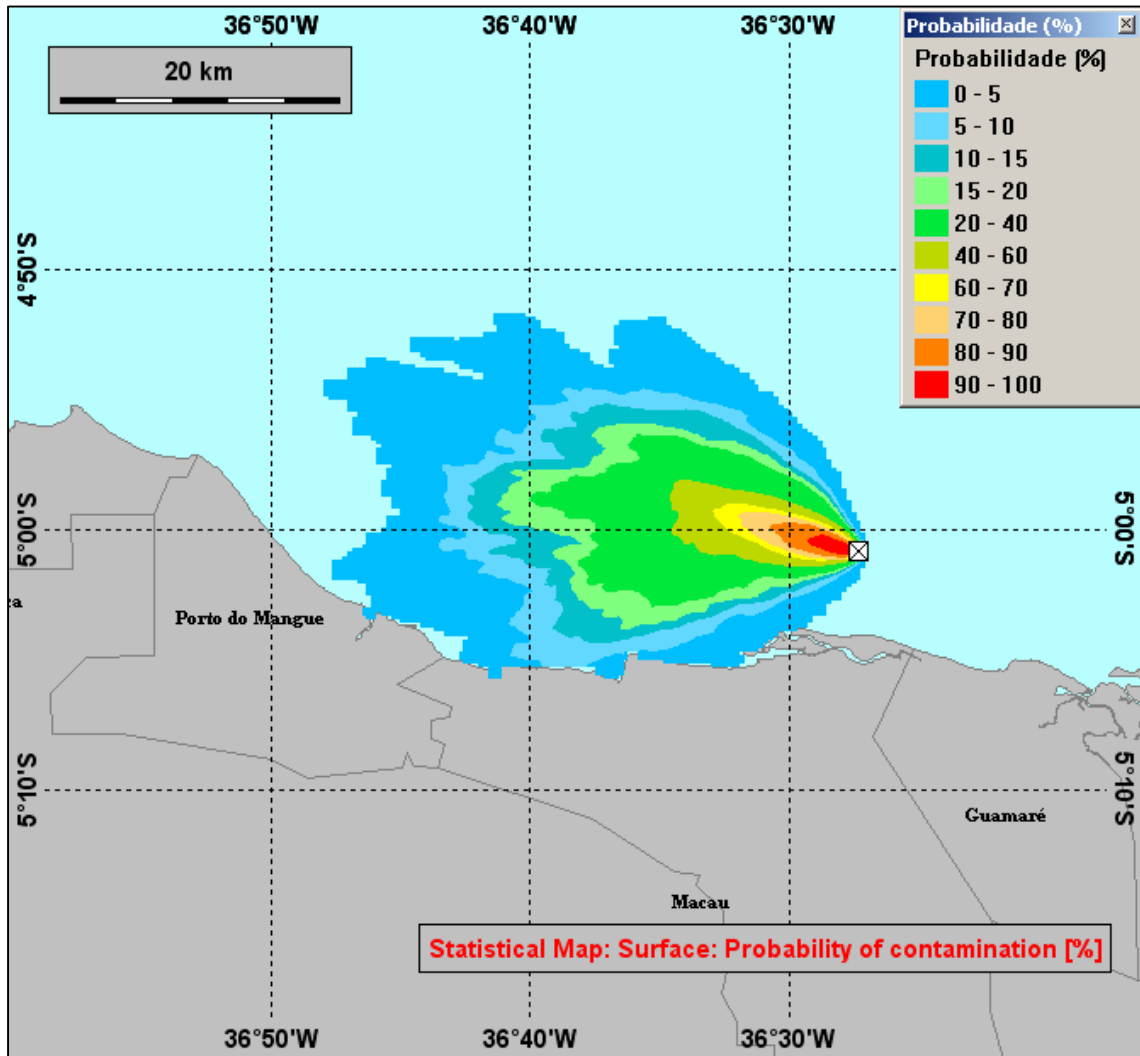 36°50'W 36°40'W 36°30'W
Probabilidade (%)
20 km
Probabilidade (%)
0 - 5
5 - 10
10 - 15
15 - 20
20 - 40
40 - 60
60 - 70
70 - 80
80 - 90
90 - 100
4°50'S
5°00'S 5°00'S
ça
Porto do Mangue
5°10'S 5°10'S
Guamaré
Macau
Statistical Map: Surface: Probability of contamination [%]
36°50'W 36°40'W 36°30'W